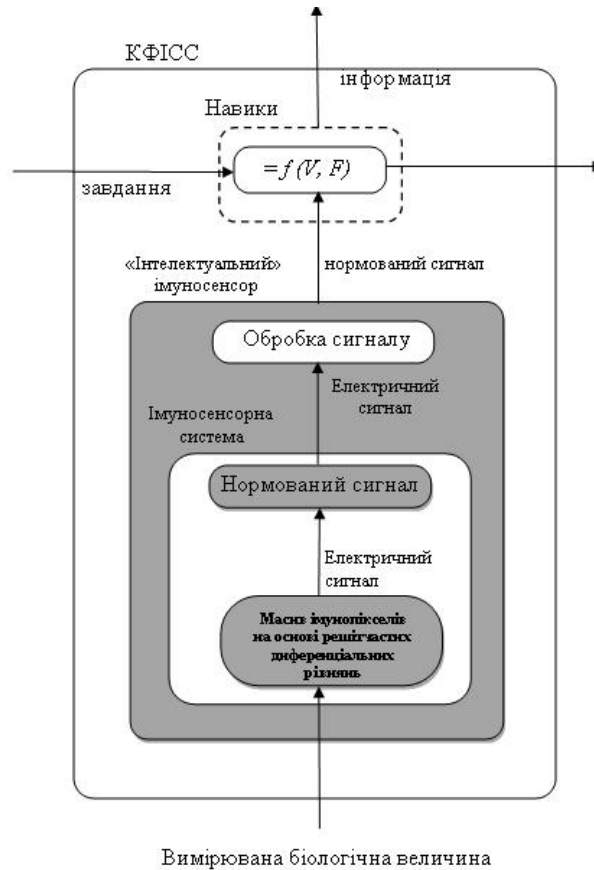 КФІСС
інформація
Навики
= f (V, F)
завдання
«Інтелектуальний»
імуносенсор
нормований сигнал
Обробка сигналу
Електричний
сигнал
Імуносенсорна
система
Нормований сигнал
Електричний
сигнал
Масив імунопікселів
на основі решітчастих
диференціальних
рівнянь
Вимірювана біологічна величина